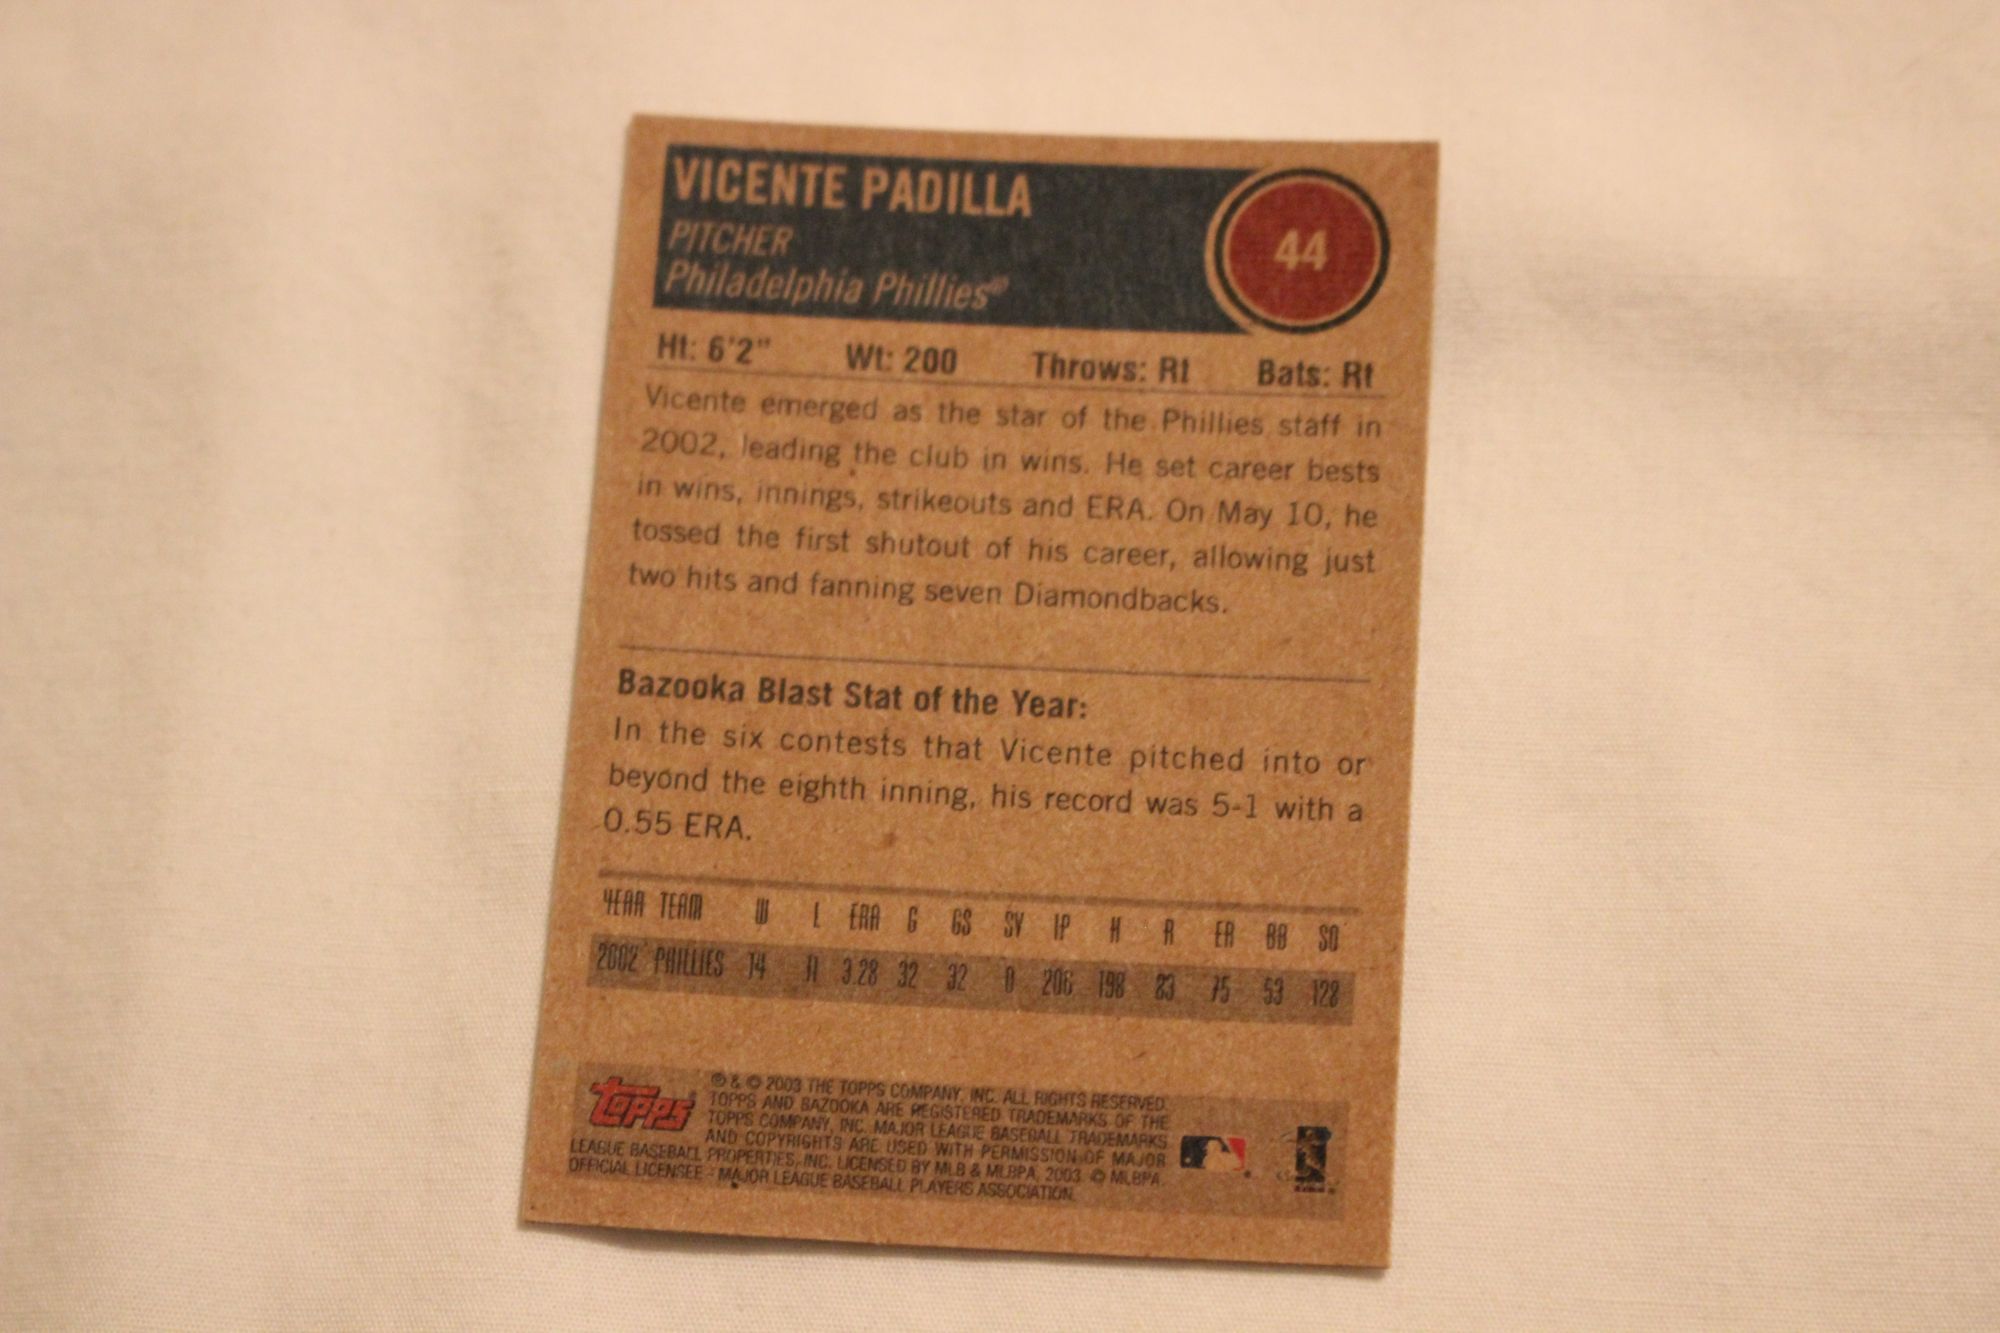 VICENTE PADILLA
PITCHER
Philadelphia Phillies®
44
Ht: 6'2" Wt: 200 Throws: Rt Bats: Rt
Vicente emerged as the star of the Phillies staff in
2002, leading the club in wins. He set career bests
in wins, innings, strikeouts and ERA. On May 10, he
tossed the first shutout of his career, allowing just
two hits and fanning seven Diamondbacks.
Bazooka Blast Stat of the Year:
In the six contests that Vicente pitched into or
beyond the eighth inning, his record was 5-1 with a
0.55 ERA.
YEAR TEAM W L ERA G GS SV IP H R ER BB SO
2002 PHILLIES 14 11 3.28 32 32 0 206 198 83 75 53 128
topps
® & © 2003 THE TOPPS COMPANY, INC. ALL RIGHTS RESERVED.
TOPPS AND BAZOOKA ARE REGISTERED TRADEMARKS OF THE
TOPPS COMPANY, INC. MAJOR LEAGUE BASEBALL TRADEMARKS
AND COPYRIGHTS ARE USED WITH PERMISSION OF MAJOR
LEAGUE BASEBALL PROPERTIES, INC. LICENSED BY MLB & MLBPA, 2003. © MLBPA
OFFICIAL LICENSEE - MAJOR LEAGUE BASEBALL PLAYERS ASSOCIATION.